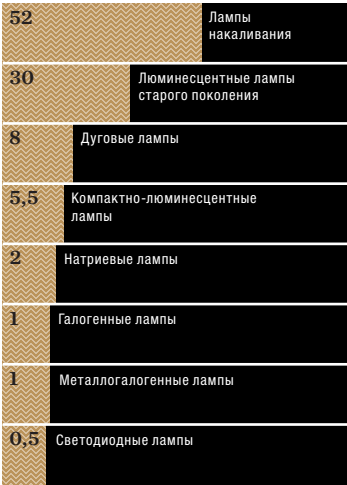 52
Лампы
накаливания
30
Люминесцентные лампы
старого поколения
8
Дуговые лампы
5,5
Компактно-люминесцентные
лампы
2
Натриевые лампы
1
Галогенные лампы
1
Металлогалогенные лампы
0,5
Светодиодные лампы